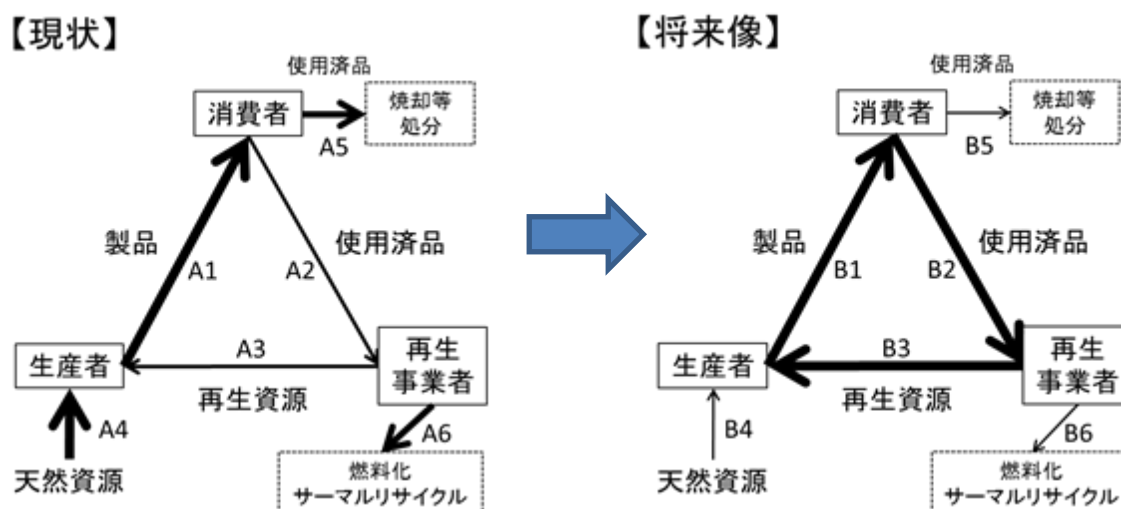 【現状】
使用済品
消費者
焼却等
処分
A5
製品
A1
A2
使用済品
生産者
A3
再生
事業者
再生資源
A4
A6
天然資源
燃料化
サーマルリサイクル
【将来像】
使用済品
消費者
焼却等
処分
B5
製品
B1
B2
使用済品
生産者
B3
再生
事業者
再生資源
B4
B6
天然資源
燃料化
サーマルリサイクル